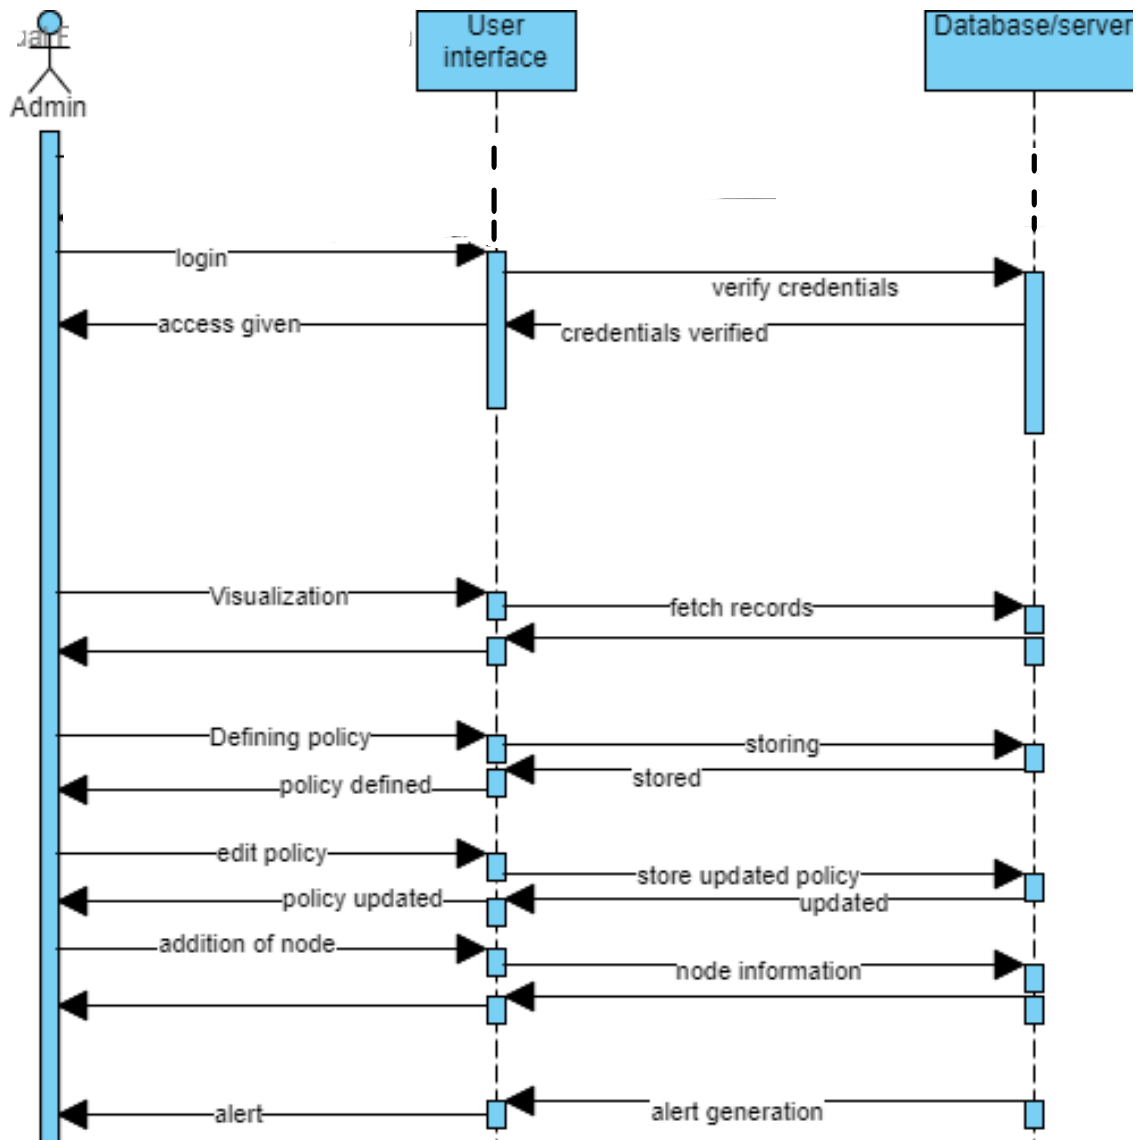 User
interface
Database/server
Admin
login
verify credentials
access given
credentials verified
Visualization
fetch records
Defining policy
storing
stored
policy defined
edit policy
store updated policy
policy updated
updated
addition of node
node information
alert
alert generation